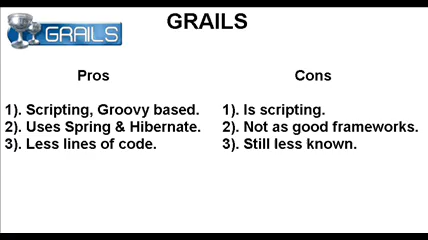 GRAILS
GRAILS
Pros
1). Scripting, Groovy based.
2). Uses Spring & Hibernate.
3). Less lines of code.
Cons
1). Is scripting.
2). Not as good frameworks.
3). Still less known.